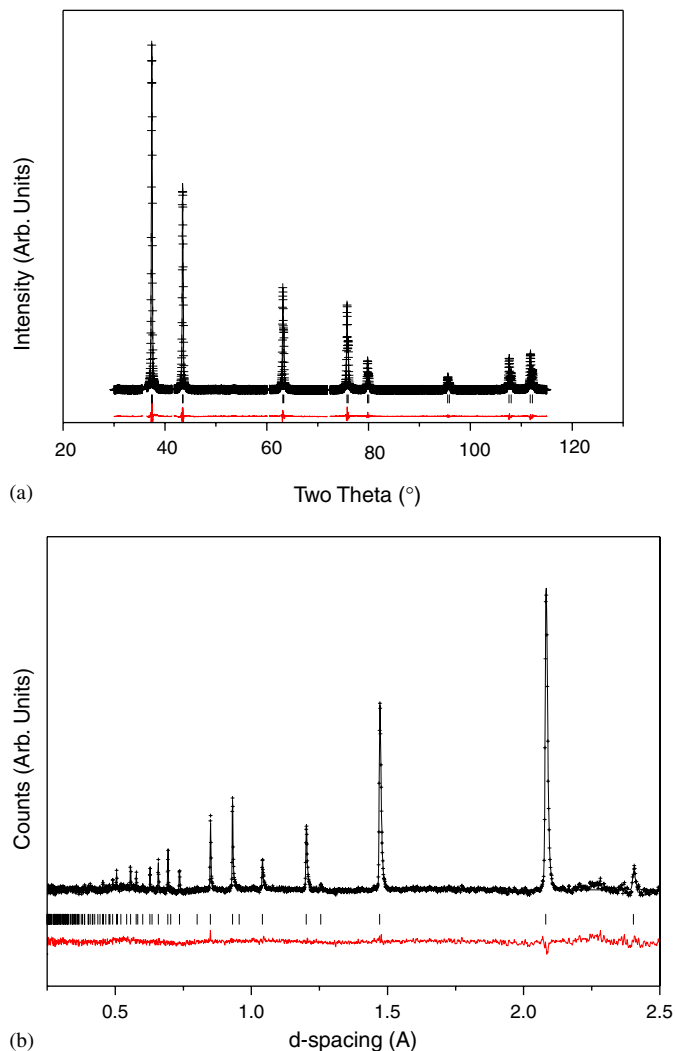 Intensity (Arb. Units)
20 40 60 80 100 120
(a)
Two Theta (°)
Counts (Arb. Units)
0.5 1.0 1.5 2.0 2.5
(b)
d-spacing (A)